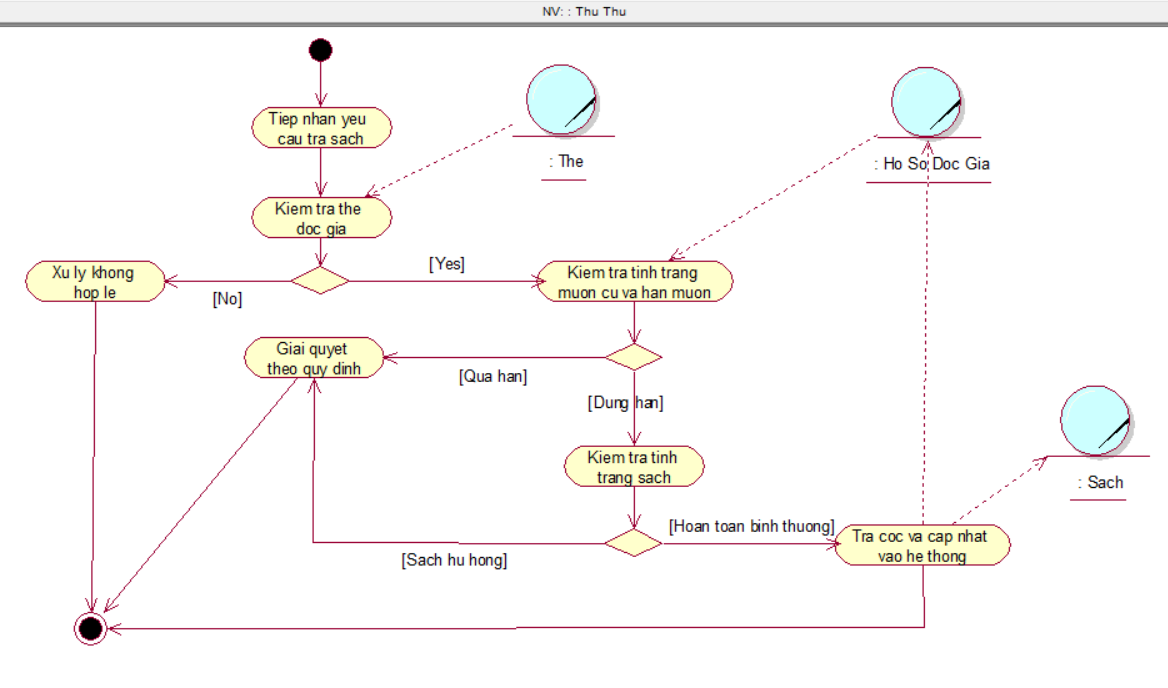 NV: : Thu Thu
Tiep nhan yeu
cau tra sach
: The
: Ho So Doc Gia
Kiem tra the
doc gia
[Yes]
Xu ly khong
hop le
[No]
Kiem tra tinh trang
muon cu va han muon
Giai quyet
theo quy dinh
[Qua han]
[Dung han]
Kiem tra tinh
trang sach
: Sach
[Hoan toan binh thuong]
[Sach hu hong]
Tra coc va cap nhat
vao he thong